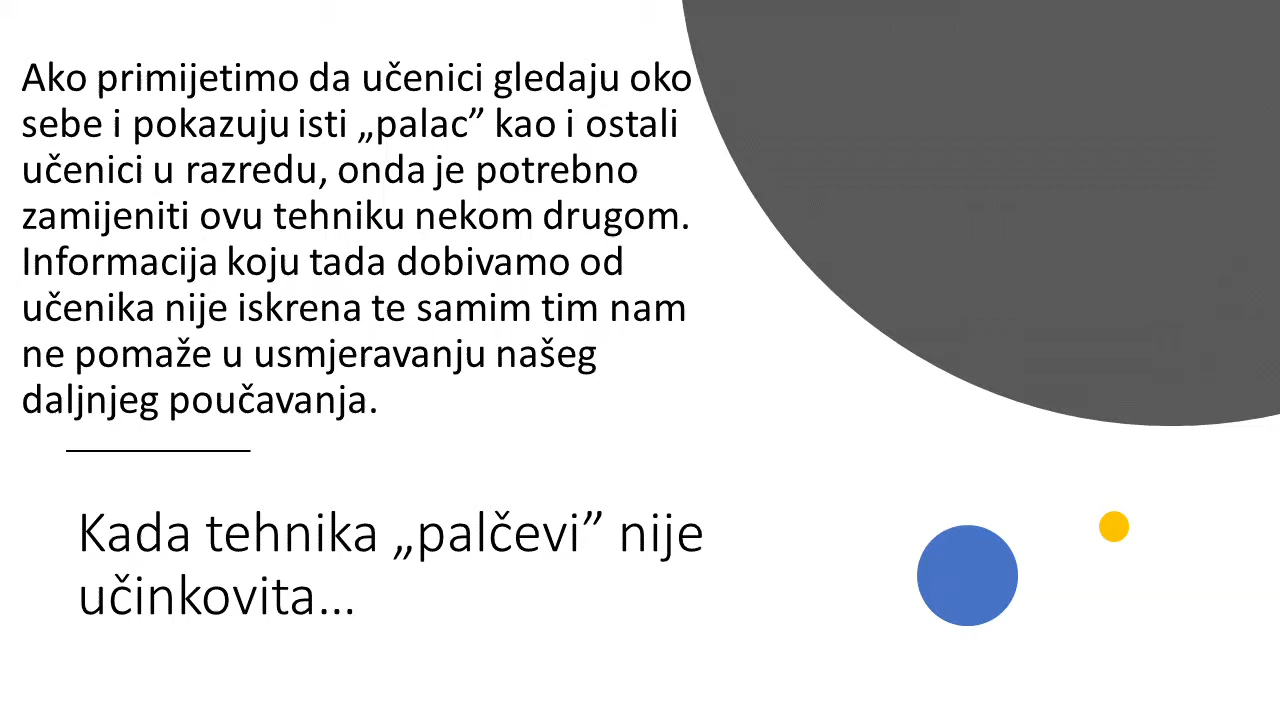 Ako primijetimo da učenici gledaju oko
sebe i pokazuju isti „palac” kao i ostali
učenici u razredu, onda je potrebno
zamijeniti ovu tehniku nekom drugom.
Informacija koju tada dobivamo od
učenika nije iskrena te samim tim nam
ne pomaže u usmjeravanju našeg
daljnjeg poučavanja.
Kada tehnika „palčevi” nije
učinkovita...